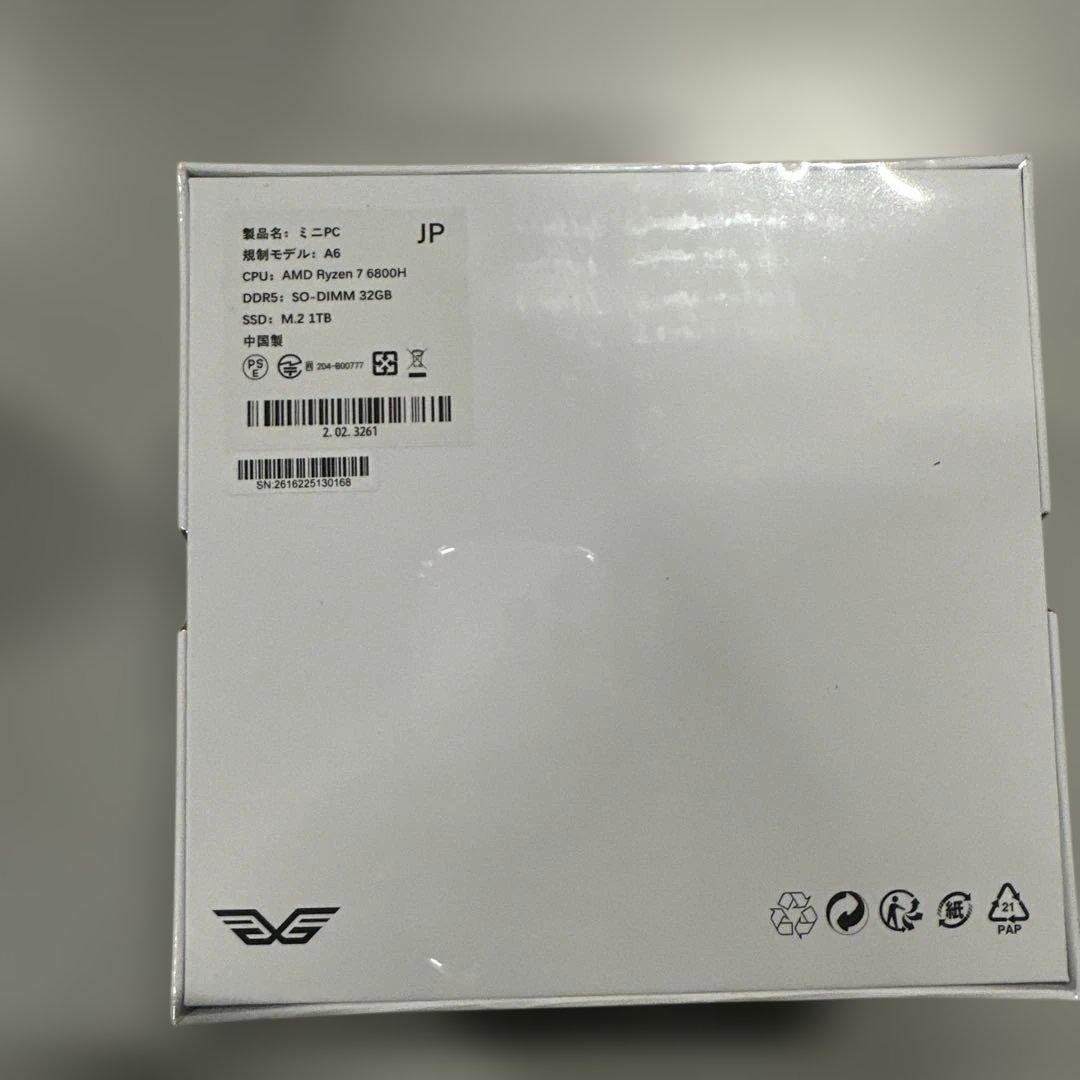 製品名：ミニPC
JP
規制モデル：A6
CPU：AMD Ryzen 7 6800H
DDR5：SO-DIMM 32GB
SSD：M.2 1TB
中国製
PS
E
204-B00777
2. 02. 3261
SN:2616225130168
紙
21
PAP